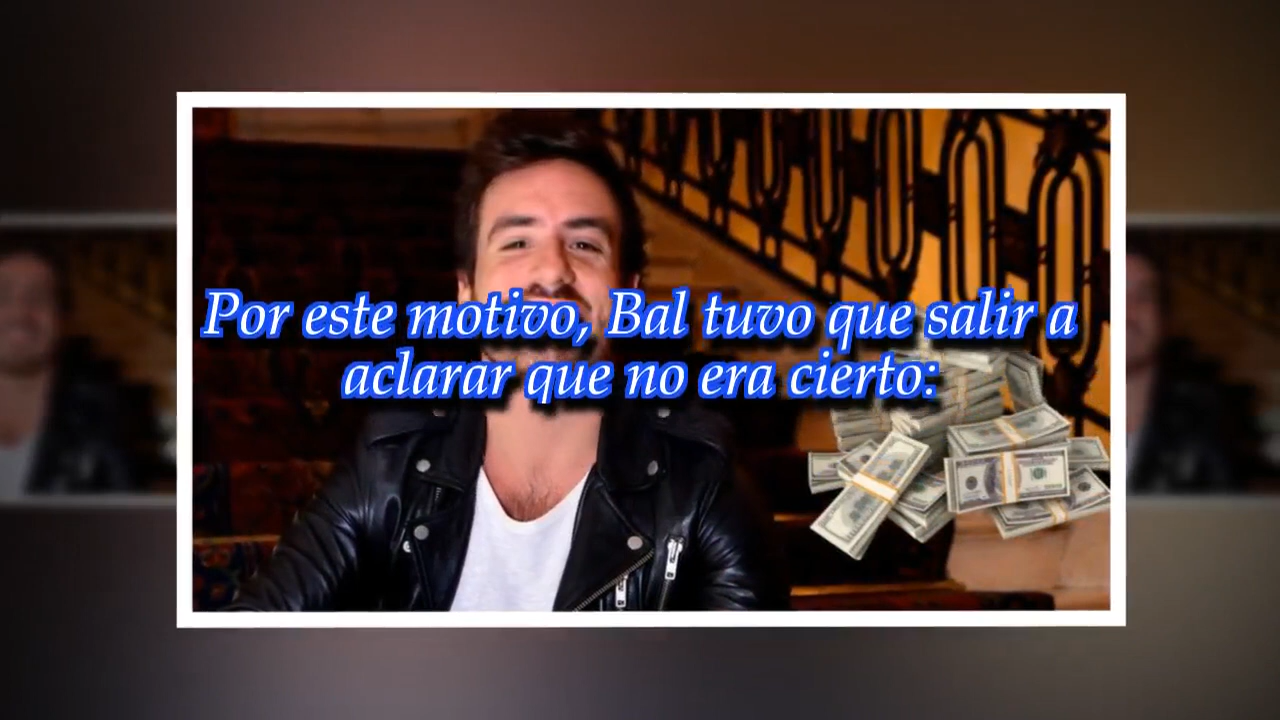 Por este motivo, Bal tuvo que salir a
aclarar que no era cierto: